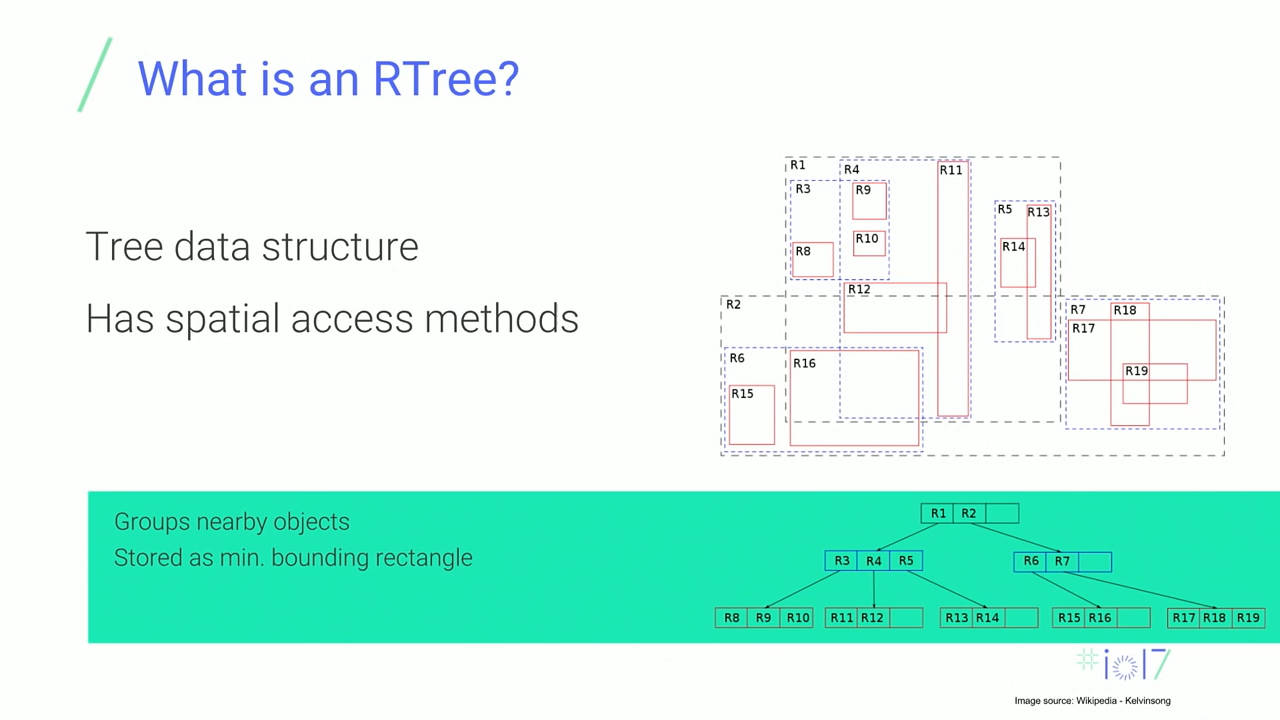 What is an RTree?
Tree data structure
Has spatial access methods
R1
R4
R11
R3
R9
R10
R8
R5
R13
R14
R12
R2
R7
R18
R17
R19
R6
R16
R15
Groups nearby objects
Stored as min. bounding rectangle
R1 R2
R3 R4 R5
R6 R7
R8 R9 R10
R11 R12
R13 R14
R15 R16
R17 R18 R19
#io17
Image source: Wikipedia - Kelvinsong